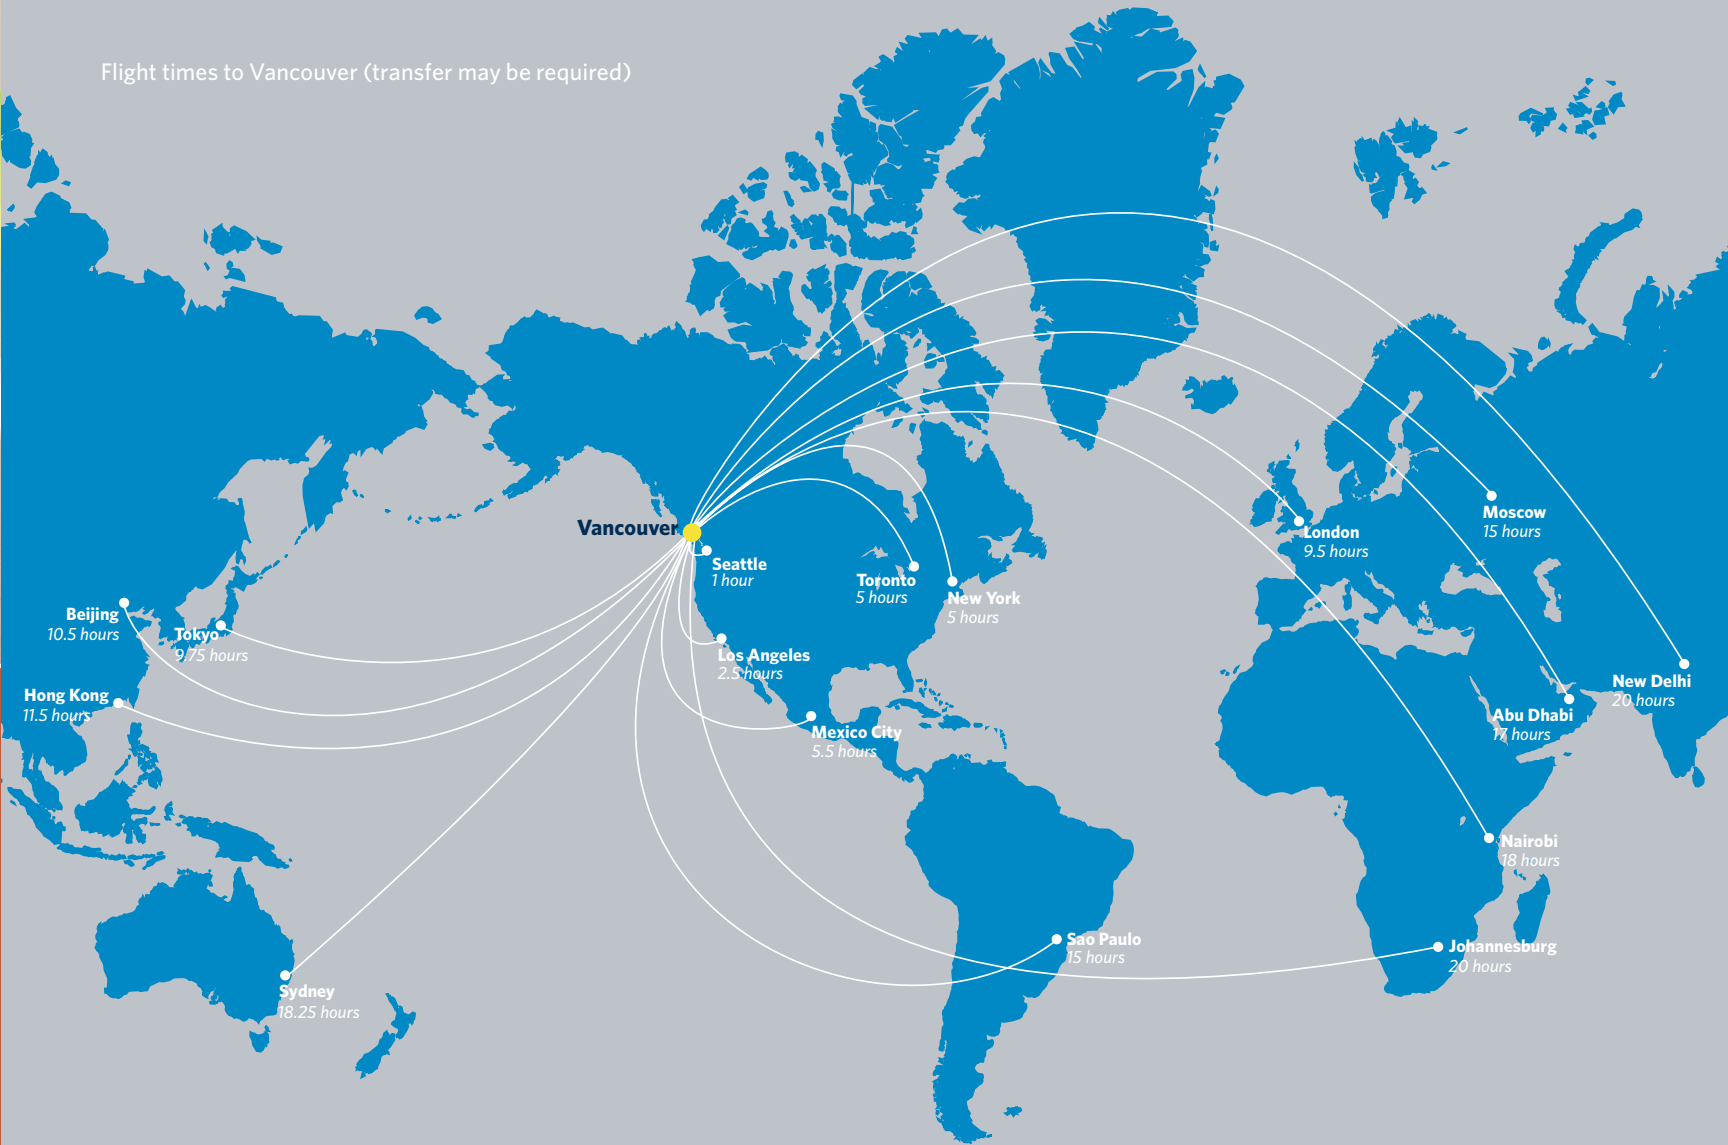 Flight times to Vancouver (transfer may be required)
Vancouver
Seattle
1 hour
Toronto
5 hours
New York
5 hours
London
9.5 hours
Moscow
15 hours
Beijing
10.5 hours
Tokyo
9.75 hours
Los Angeles
2.5 hours
Hong Kong
11.5 hours
Mexico City
5.5 hours
New Delhi
20 hours
Abu Dhabi
17 hours
Nairobi
18 hours
Sao Paulo
15 hours
Johannesburg
20 hours
Sydney
18.25 hours